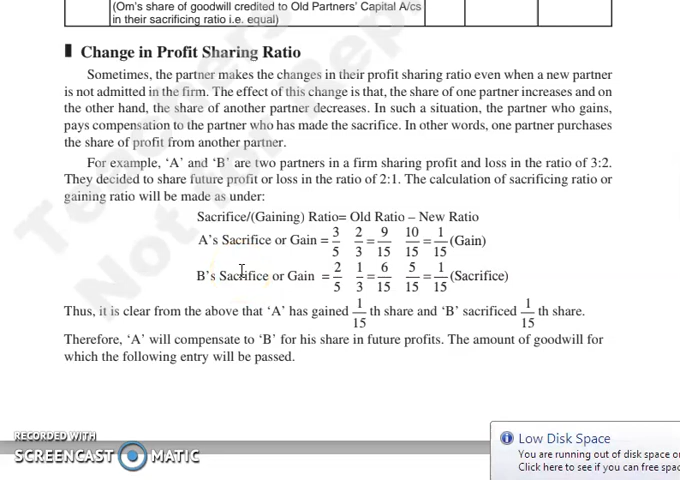 (Om's share of goodwill credited to Old Partners' Capital A/cs
in their sacrificing ratio i.e. equal)
Change in Profit Sharing Ratio
Sometimes, the partner makes the changes in their profit sharing ratio even when a new partner
is not admitted in the firm. The effect of this change is that, the share of one partner increases and on
the other hand, the share of another partner decreases. In such a situation, the partner who gains,
pays compensation to the partner who has made the sacrifice. In other words, one partner purchases
the share of profit from another partner.
For example, 'A' and 'B' are two partners in a firm sharing profit and loss in the ratio of 3:2.
They decided to share future profit or loss in the ratio of 2:1. The calculation of sacrificing ratio or
gaining ratio will be made as under:
Sacrifice/(Gaining) Ratio= Old Ratio – New Ratio
A's Sacrifice or Gain = 3/5 2/3 = 9/15 10/15 = 1/15 (Gain)
B's Sacrifice or Gain = 2/5 1/3 = 6/15 5/15 = 1/15 (Sacrifice)
Thus, it is clear from the above that 'A' has gained 1/15 th share and 'B' sacrificed 1/15 th share.
Therefore, 'A' will compensate to 'B' for his share in future profits. The amount of goodwill for
which the following entry will be passed.
RECORDED WITH
SCREENCAST MATIC
Low Disk Space
You are running out of disk space o
Click here to see if you can free spac